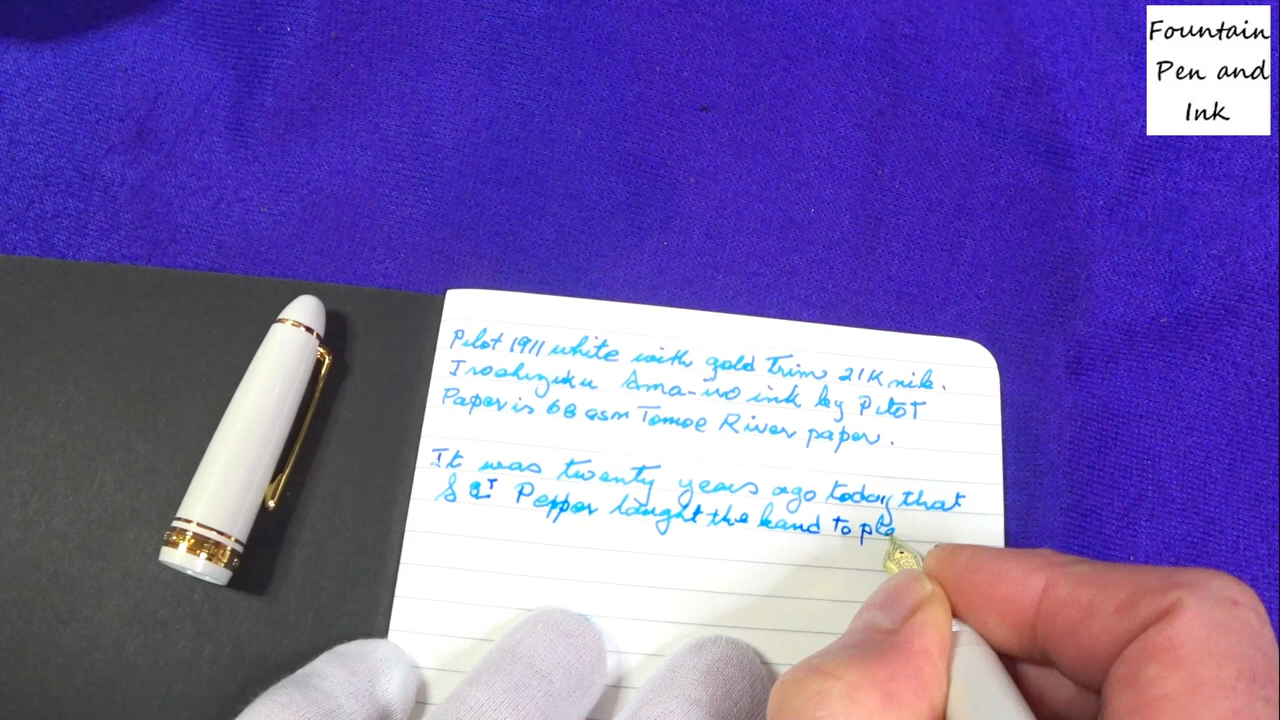 Fountain
Pen and
Ink
Pilot 1911 white with gold Trim 21K nib.
Iroshizuku Ama-iro ink by Pilot
Paper is 68 gsm Tomoe River paper.
It was twenty years ago today that
Sgt Pepper taught the band to pla